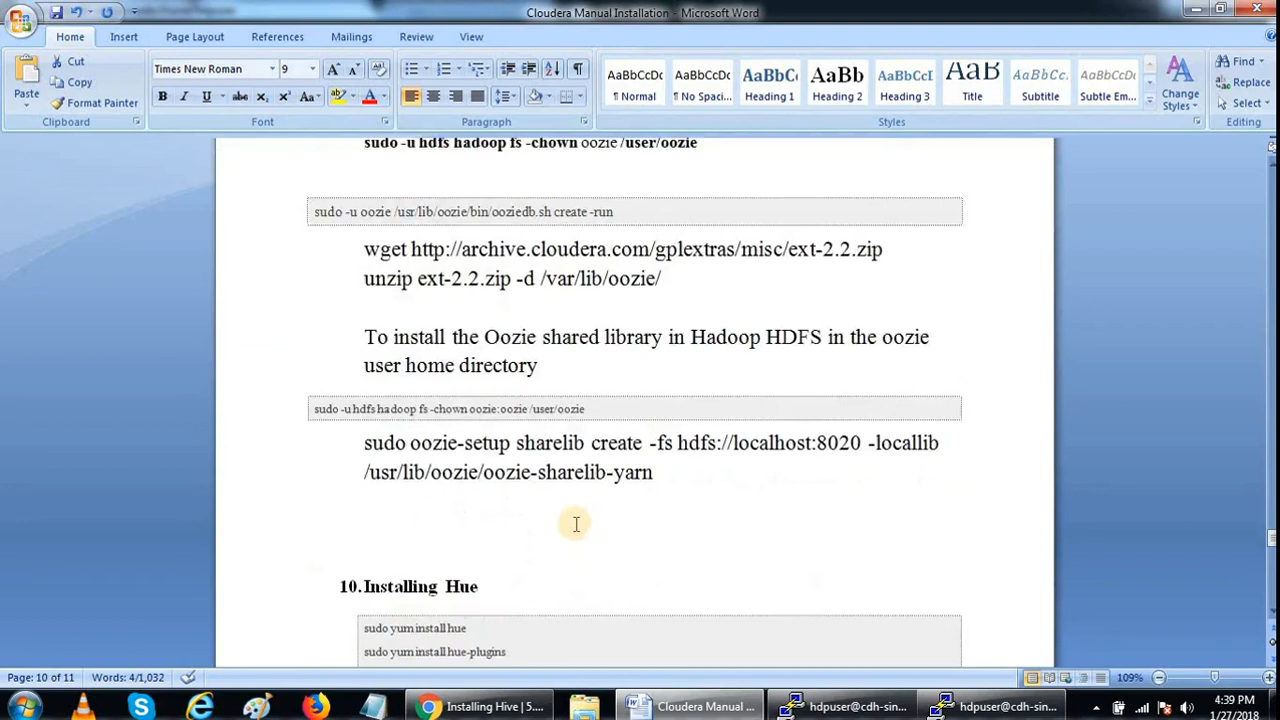 Cloudera Manual Installation - Microsoft Word
Home Insert Page Layout References Mailings Review View
Paste
Cut
Copy
Format Painter
Clipboard
Times New Roman 9
Font
Paragraph
AaBbCcDc AaBbCcDc AaBbC AaBb AaBbCcI AaB AaBbCcL AaBbCcDc
¶ Normal ¶ No Spaci... Heading 1 Heading 2 Heading 3 Title Subtitle Subtle Em...
Change Styles
Styles
Find
Replace
Select
Editing
sudo -u hdfs hadoop fs -chown oozie /user/oozie
sudo -u oozie /usr/lib/oozie/bin/ooziedb.sh create -run
wget http://archive.cloudera.com/gplextras/misc/ext-2.2.zip
unzip ext-2.2.zip -d /var/lib/oozie/
To install the Oozie shared library in Hadoop HDFS in the oozie
user home directory
sudo -u hdfs hadoop fs -chown oozie:oozie /user/oozie
sudo oozie-setup sharelib create -fs hdfs://localhost:8020 -locallib
/usr/lib/oozie/oozie-sharelib-yarn
10. Installing Hue
sudo yum install hue
sudo yum install hue-plugins
Page: 10 of 11 Words: 4/1,032 109%
Installing Hive | 5.... Cloudera Manual ... hdpuser@cdh-sin... hdpuser@cdh-sin...
4:39 PM
1/27/2018